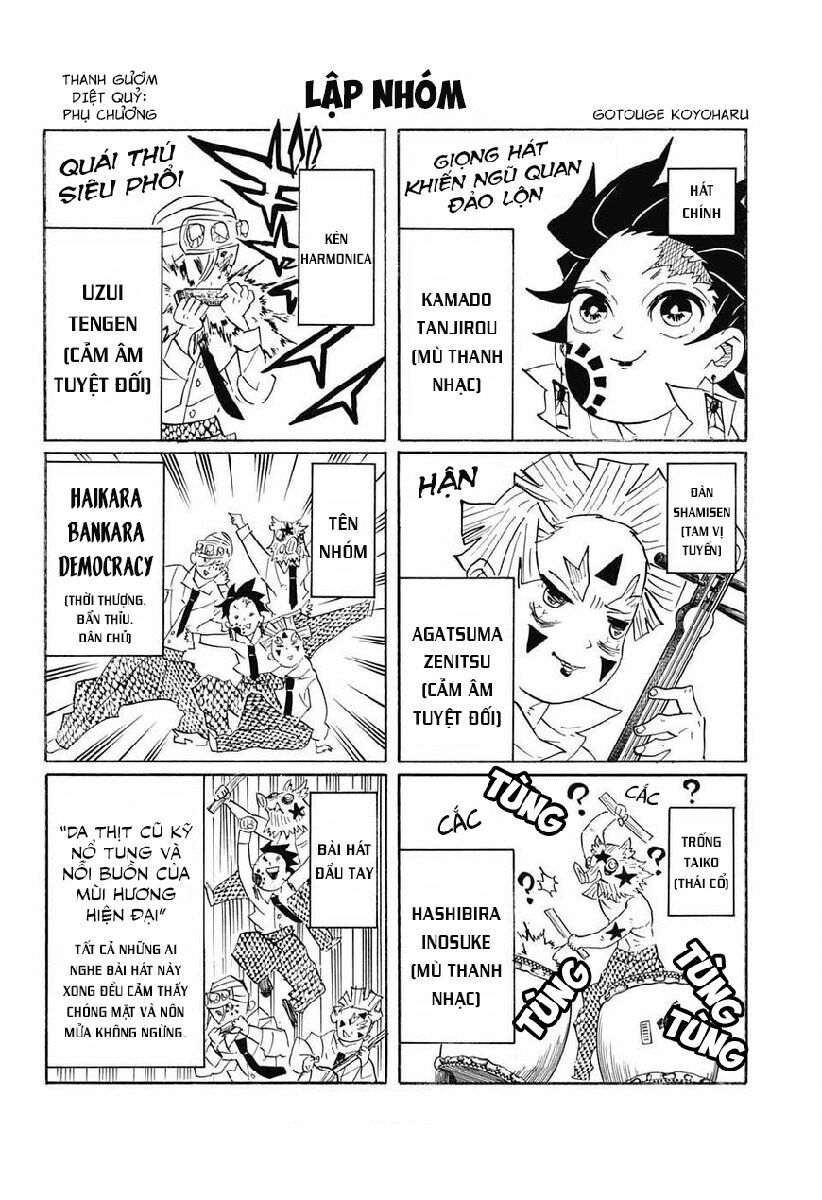 THANH GƯƠM
DIỆT QUỶ:
PHỤ CHƯƠNG
LẬP NHÓM
GOTOUGE KOYOHARU
HÁT
CHÍNH
GIỌNG HÁT
KHIẾN NGŨ QUAN
ĐẢO LỘN
KAMADO
TANJIROU
(MÙ THANH
NHẠC)
ĐÀN
SHAMISEN
(TAM VỊ
TUYẾN)
HẬN
AGATSUMA
ZENITSU
(CẢM ÂM
TUYỆT ĐỐI)
TRỐNG
TAIKO
(THÁI CỔ)
?
CẮC
?
TÙNG
CẮC
?
?
HASHIBIRA
INOSUKE
(MÙ THANH
NHẠC)
TÙNG
TÙNG
TÙNG
KÈN
HARMONICA
QUÁI THÚ
SIÊU PHỔI
UZUI
TENGEN
(CẢM ÂM
TUYỆT ĐỐI)
TÊN
NHÓM
HAIKARA
BANKARA
DEMOCRACY
(THỜI THƯỢNG.
BẨN THỈU.
DÂN CHỦ)
BÀI HÁT
ĐẦU TAY
"DA THỊT CŨ KỸ
NỔ TUNG VÀ
NỖI BUỒN CỦA
MÙI HƯƠNG
HIỆN ĐẠI"
TẤT CẢ NHỮNG AI
NGHE BÀI HÁT NÀY
XONG ĐỀU CẢM THẤY
CHÓNG MẶT VÀ NÔN
MỬA KHÔNG NGỪNG.